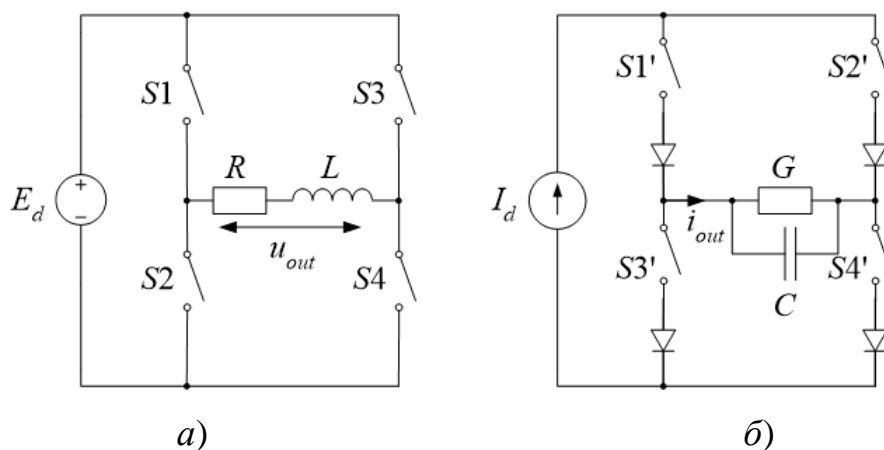 S1
S3
R
L
E_d
+
−
u_out
S2
S4
а)
S1'
S2'
G
I_d
i_out
S3'
S4'
C
б)